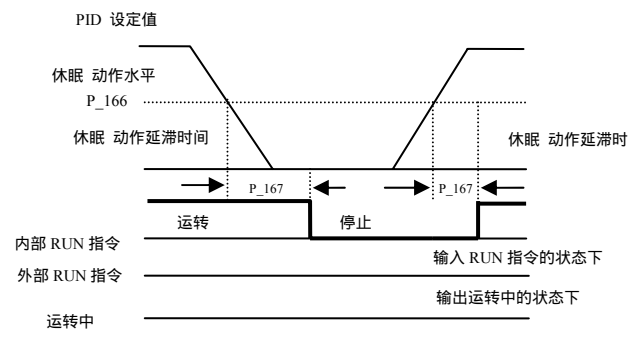 PID 设定值
休眠 动作水平
P_166
休眠 动作延滞时间
休眠 动作延滞时
P_167
P_167
运转
停止
内部 RUN 指令
输入 RUN 指令的状态下
外部 RUN 指令
输出运转中的状态下
运转中